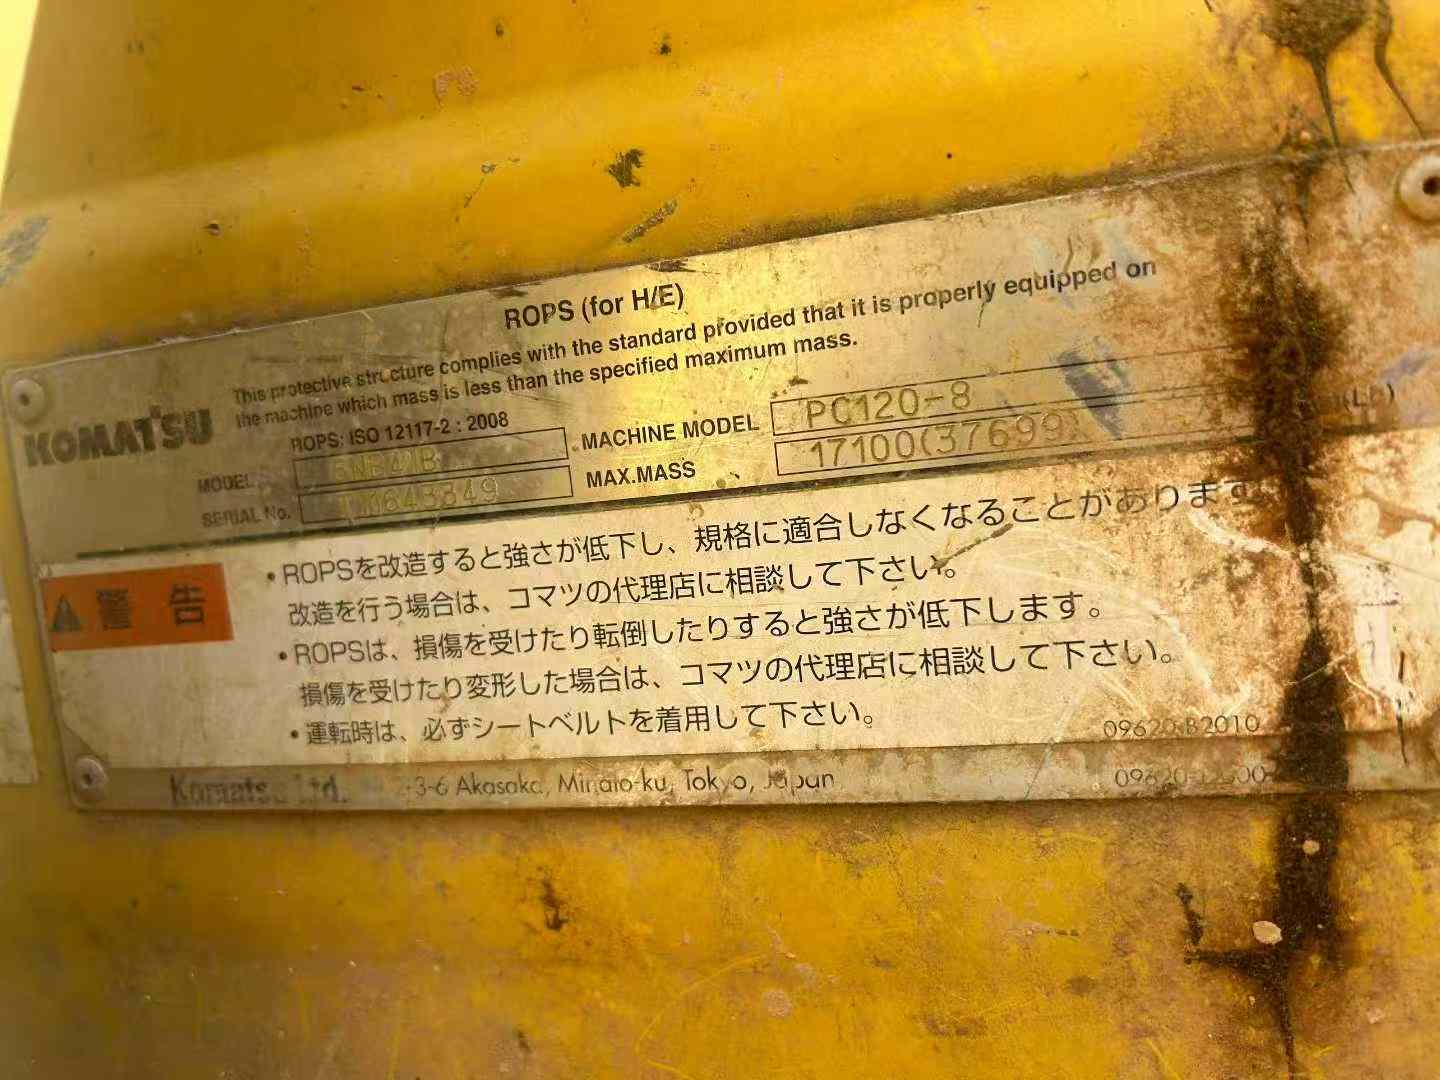 ROPS (for H/E)
This protective structure complies with the standard provided that it is properly equipped on
the machine which mass is less than the specified maximum mass.
KOMATSU
ROPS: ISO 12117-2 : 2008
MODEL
MACHINE MODEL PC120-8
SERIAL No.
MAX.MASS 17100(37699)
警告
・ROPSを改造すると強さが低下し、規格に適合しなくなることがあります
改造を行う場合は、コマツの代理店に相談して下さい。
・ROPSは、損傷を受けたり転倒したりすると強さが低下します。
損傷を受けたり変形した場合は、コマツの代理店に相談して下さい。
・運転時は、必ずシートベルトを着用して下さい。
09620-B2010
Komatsu Ltd. 3-6 Akasaka, Minato-ku, Tokyo, Japan